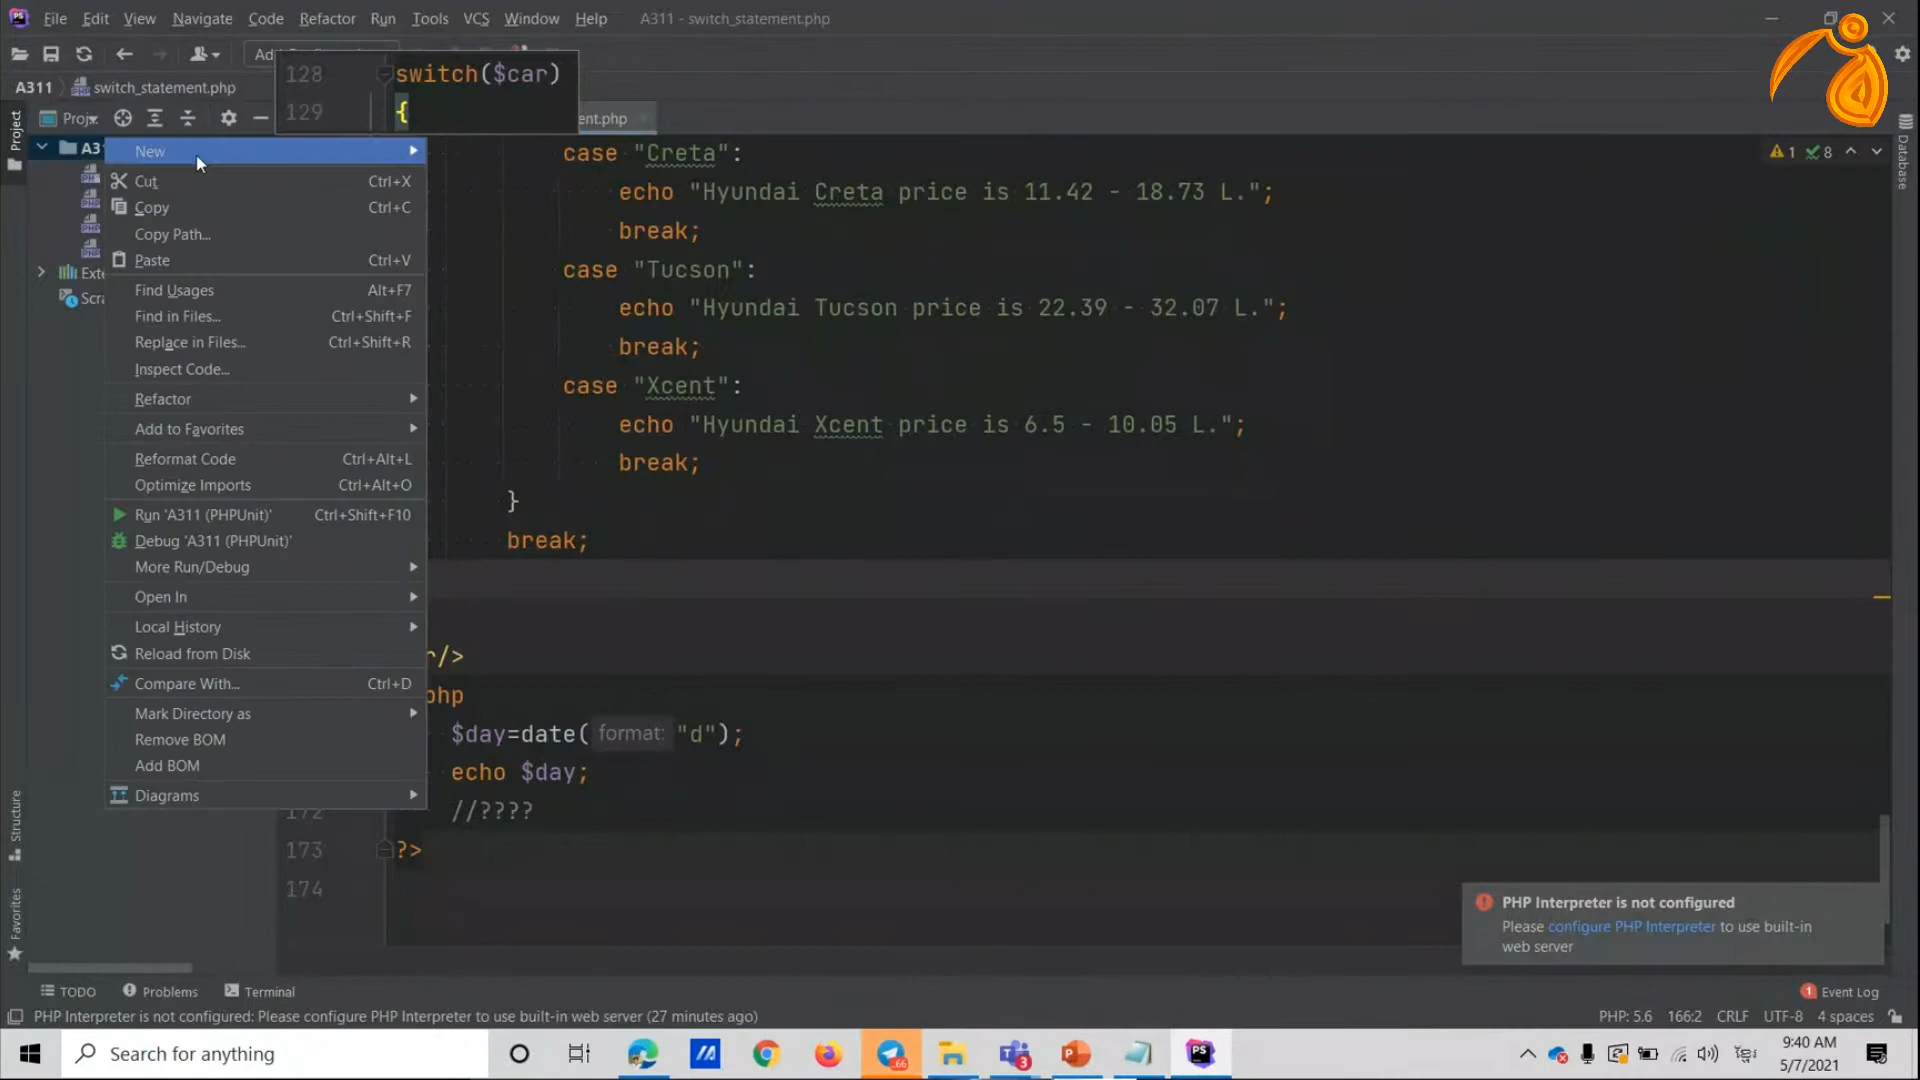 File Edit View Navigate Code Refactor Run Tools VCS Window Help A311 - switch_statement.php
A311 switch_statement.php
128 switch($car)
129 {
Project
New
Cut Ctrl+X
Copy Ctrl+C
Copy Path...
Paste Ctrl+V
Find Usages Alt+F7
Find in Files... Ctrl+Shift+F
Replace in Files... Ctrl+Shift+R
Inspect Code...
Refactor
Add to Favorites
Reformat Code Ctrl+Alt+L
Optimize Imports Ctrl+Alt+O
Run 'A311 (PHPUnit)' Ctrl+Shift+F10
Debug 'A311 (PHPUnit)'
More Run/Debug
Open In
Local History
Reload from Disk
Compare With... Ctrl+D
Mark Directory as
Remove BOM
Add BOM
Diagrams
case "Creta":
echo "Hyundai Creta price is 11.42 - 18.73 L.";
break;
case "Tucson":
echo "Hyundai Tucson price is 22.39 - 32.07 L.";
break;
case "Xcent":
echo "Hyundai Xcent price is 6.5 - 10.05 L.";
break;
}
break;
/>
php
$day=date( format: "d");
echo $day;
172 //????
173 ?>
174
1 8
Database
Structure
Favorites
PHP Interpreter is not configured
Please configure PHP Interpreter to use built-in
web server
TODO Problems Terminal 1 Event Log
PHP Interpreter is not configured: Please configure PHP Interpreter to use built-in web server (27 minutes ago) PHP: 5.6 166:2 CRLF UTF-8 4 spaces
Search for anything
9:40 AM
5/7/2021